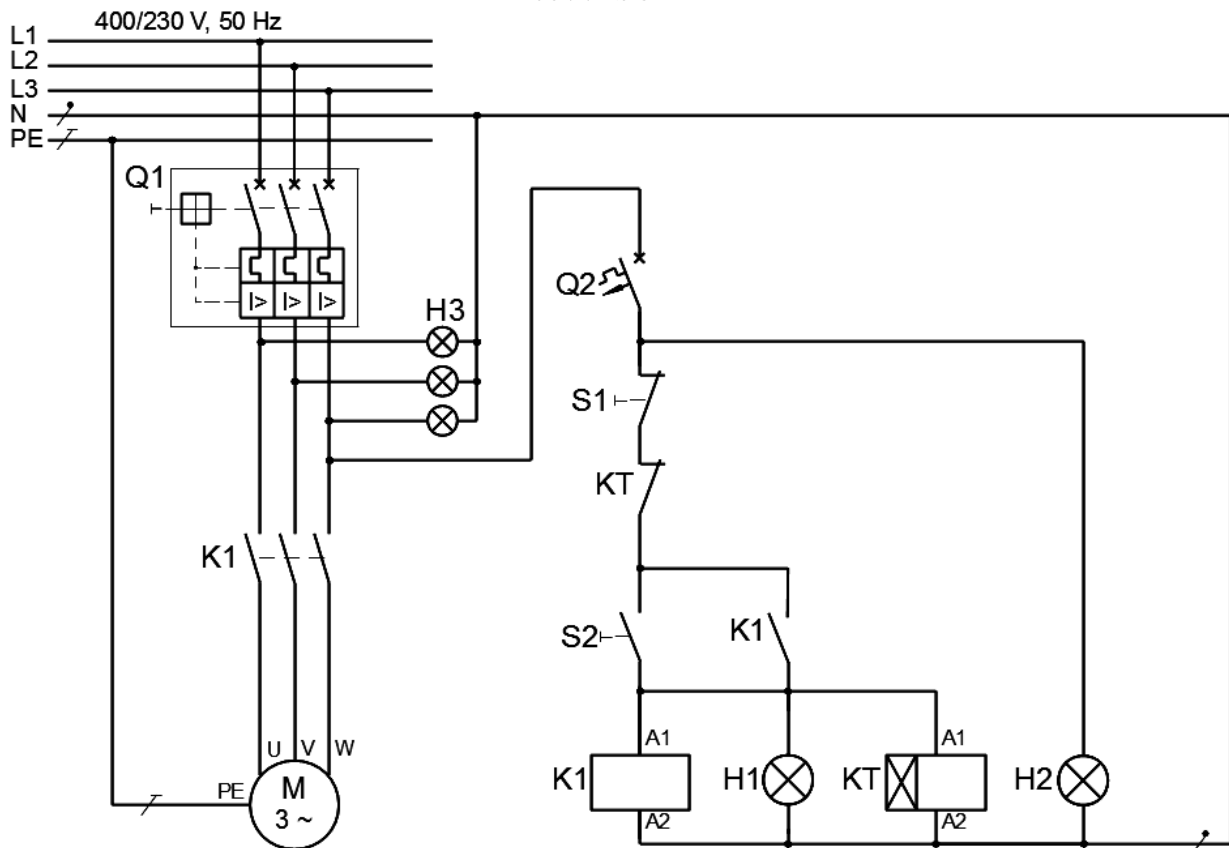 400/230 V, 50 Hz
L1
L2
L3
N
PE
Q1
I> I> I>
H3
Q2
S1
KT
K1
S2
K1
U V W
PE
M
3 ~
A1
K1
A2
H1
A1
KT
A2
H2